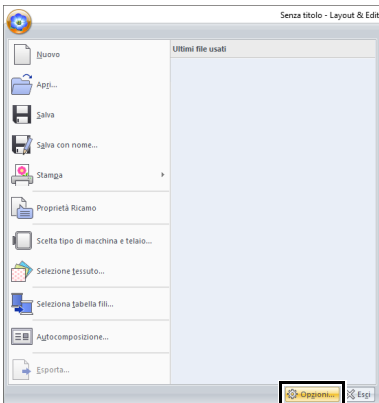 Senza titolo - Layout & Edit
Ultimi file usati
Nuovo
Apri...
Salva
Salva con nome...
Stampa
Proprietà Ricamo
Scelta tipo di macchina e telaio...
Selezione tessuto...
Seleziona tabella fili...
Autocomposizione...
Esporta...
Opzioni...
Esci